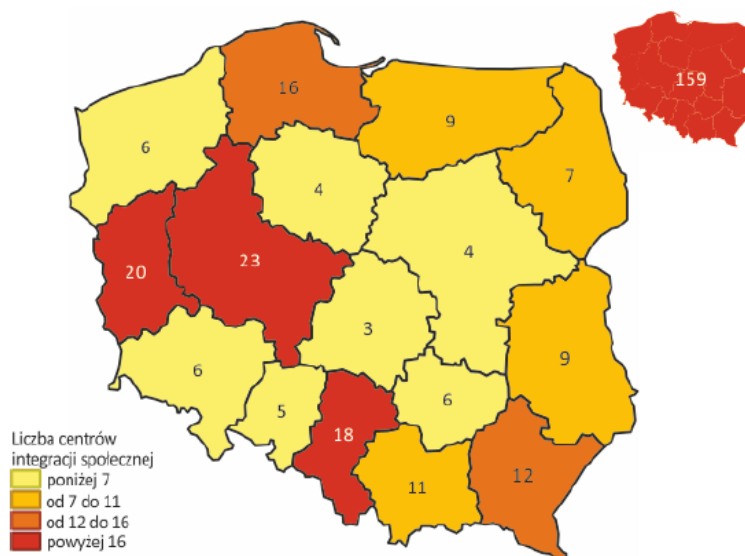 159
16
9
6
7
4
4
20
23
3
9
6
5
6
18
12
11
Liczba centrów
integracji społecznej
poniżej 7
od 7 do 11
od 12 do 16
powyżej 16